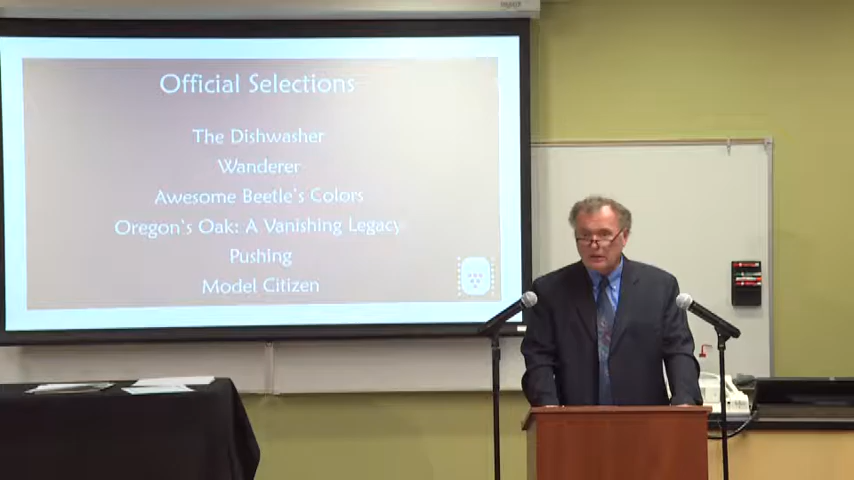 Official Selections
The Dishwasher
Wanderer
Awesome Beetle's Colors
Oregon's Oak: A Vanishing Legacy
Pushing
Model Citizen